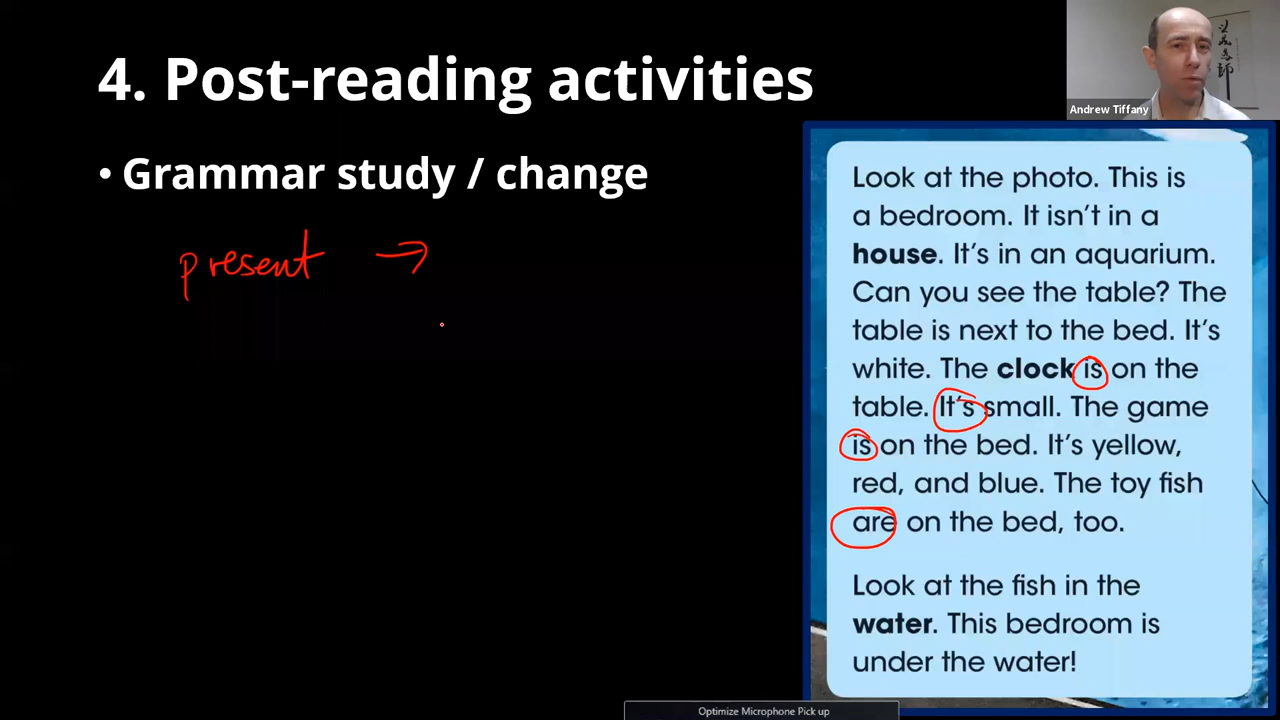 4. Post-reading activities
• Grammar study / change
present →
Andrew Tiffany
Look at the photo. This is
a bedroom. It isn't in a
house. It's in an aquarium.
Can you see the table? The
table is next to the bed. It's
white. The clock is on the
table. It's small. The game
is on the bed. It's yellow,
red, and blue. The toy fish
are on the bed, too.
Look at the fish in the
water. This bedroom is
under the water!
Optimize Microphone Pick up